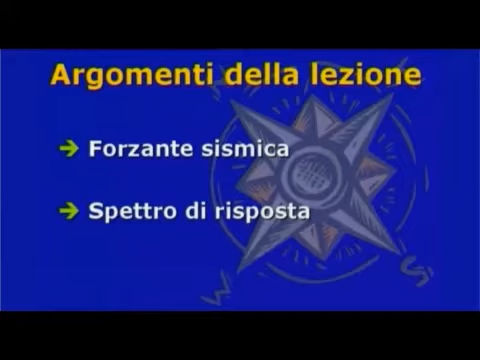 Argomenti della lezione
Forzante sismica
Spettro di risposta
W
S